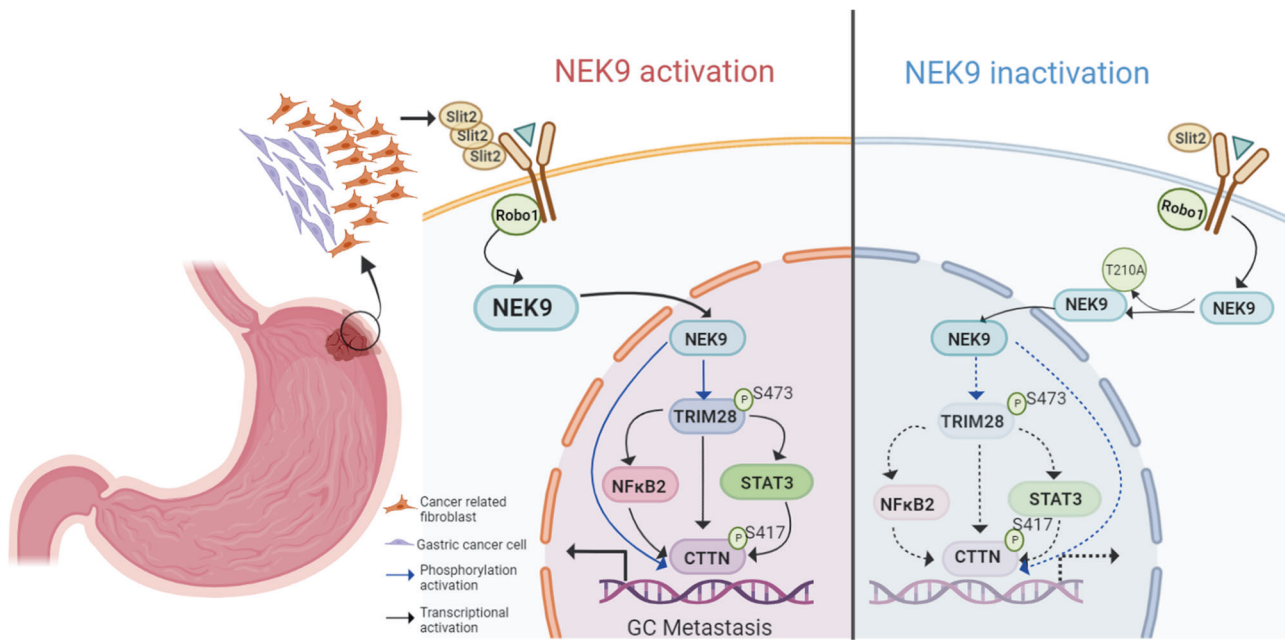 NEK9 activation
NEK9 inactivation
Slit2
Slit2
Slit2
Robo1
NEK9
NEK9
TRIM28
P
S473
NFκB2
STAT3
P
S417
CTTN
GC Metastasis
Slit2
Robo1
T210A
NEK9
NEK9
NEK9
TRIM28
P
S473
NFκB2
STAT3
P
S417
CTTN
Cancer related
fibroblast
Gastric cancer cell
Phosphorylation
activation
Transcriptional
activation